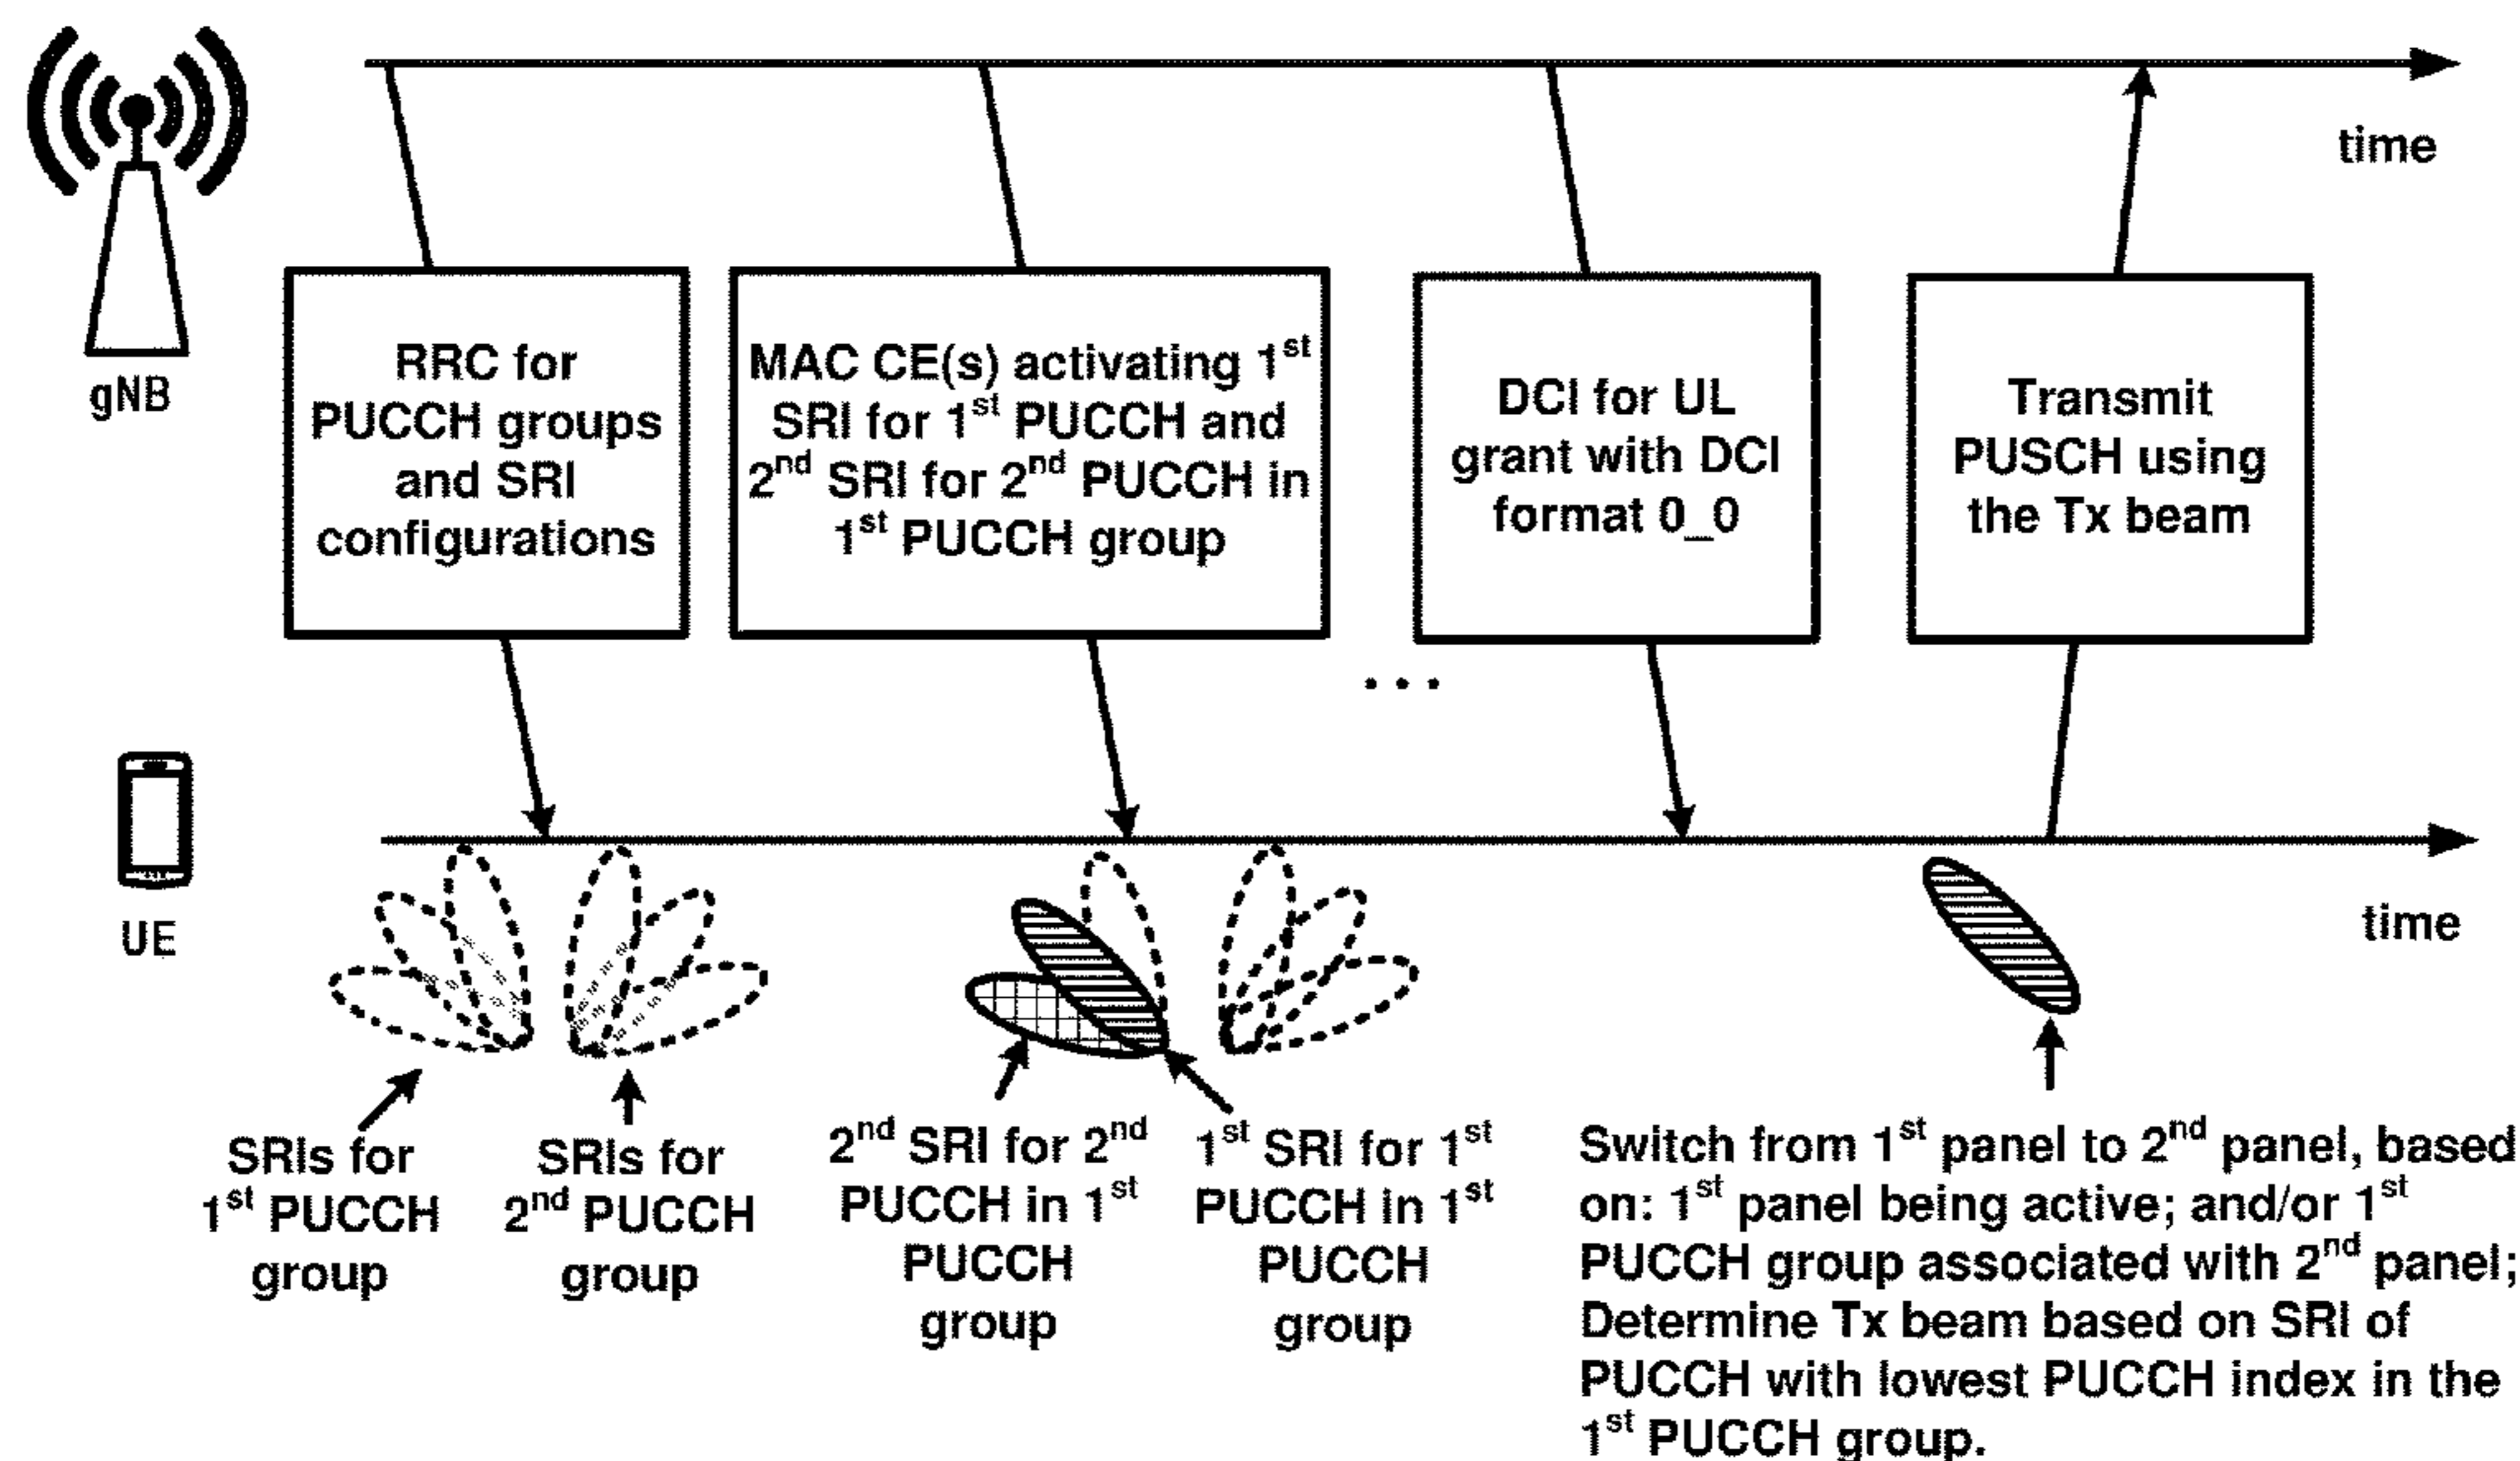 time
gNB
RRC for
PUCCH groups
and SRI
configurations
MAC CE(s) activating 1st
SRI for 1st PUCCH and
2nd SRI for 2nd PUCCH in
1st PUCCH group
DCI for UL
grant with DCI
format 0_0
Transmit
PUSCH using
the Tx beam
...
UE
time
SRIs for
1st PUCCH
group
SRIs for
2nd PUCCH
group
2nd SRI for 2nd
PUCCH in 1st
PUCCH
group
1st SRI for 1st
PUCCH in 1st
PUCCH
group
Switch from 1st panel to 2nd panel, based
on: 1st panel being active; and/or 1st
PUCCH group associated with 2nd panel;
Determine Tx beam based on SRI of
PUCCH with lowest PUCCH index in the
1st PUCCH group.